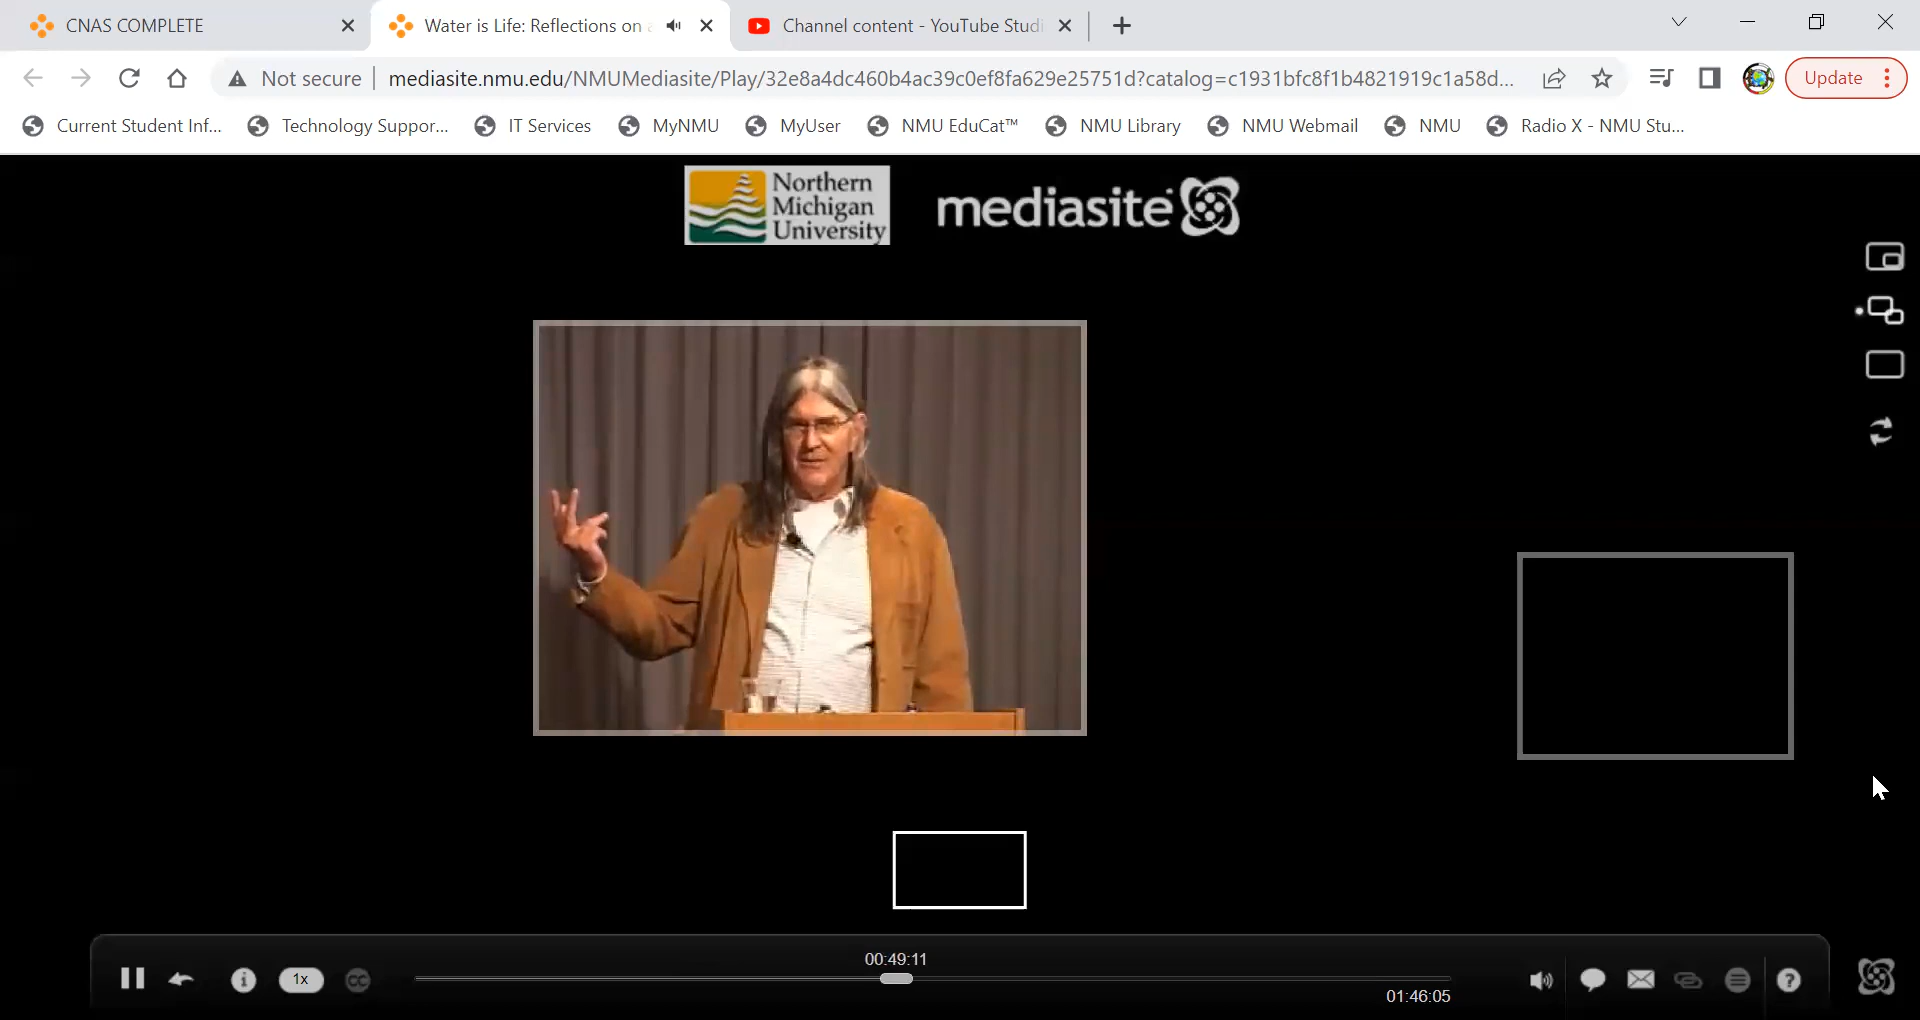 CNAS COMPLETE
Water is Life: Reflections on a
Channel content - YouTube Studi
Not secure
mediasite.nmu.edu/NMUMediasite/Play/32e8a4dc460b4ac39c0ef8fa629e25751d?catalog=c1931bfc8f1b4821919c1a58d...
Update
Current Student Inf...
Technology Suppor...
IT Services
MyNMU
MyUser
NMU EduCat™
NMU Library
NMU Webmail
NMU
Radio X - NMU Stu...
Northern
Michigan
University
mediasite
00:49:11
1x
CC
01:46:05